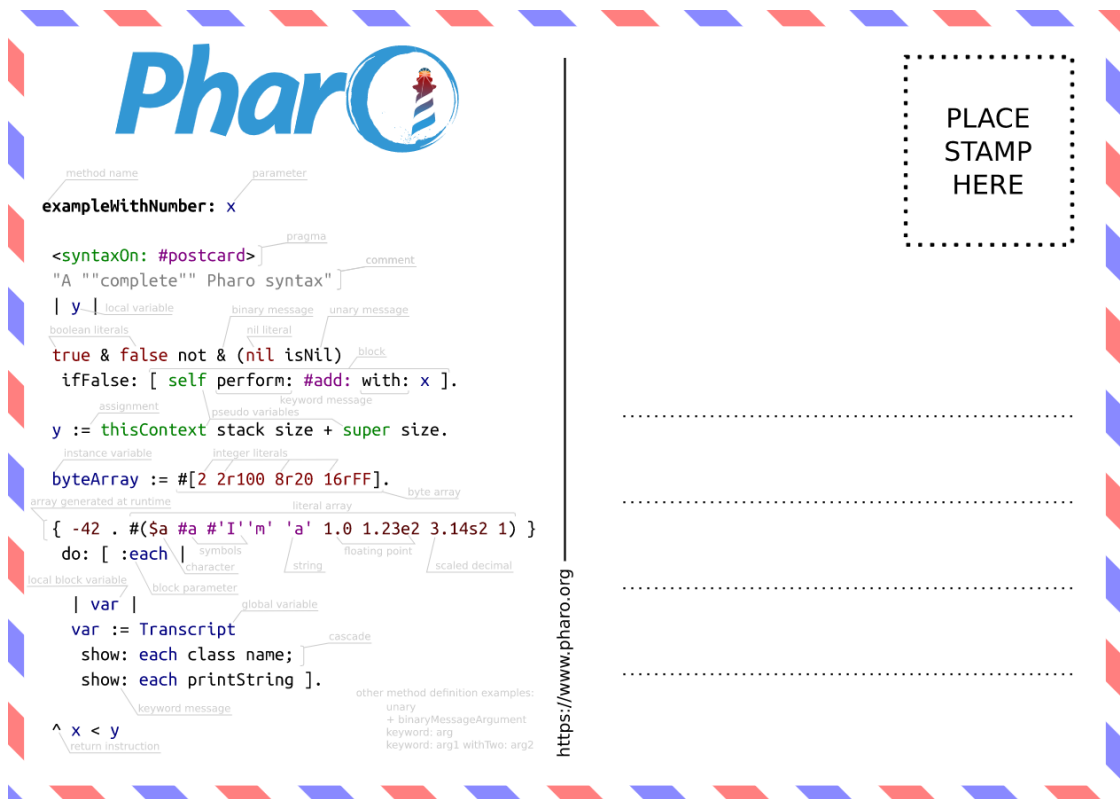 Pharo
method name parameter
exampleWithNumber: x
pragma
<syntaxOn: #postcard>
comment
"A ""complete"" Pharo syntax"
| y | local variable
binary message unary message
boolean literals nil literal
true & false not & (nil isNil)
block
ifFalse: [ self perform: #add: with: x ].
keyword message
assignment pseudo variables
y := thisContext stack size + super size.
instance variable integer literals
byteArray := #[2 2r100 8r20 16rFF].
byte array
array generated at runtime literal array
{ -42 . #($a #a #'I''m' 'a' 1.0 1.23e2 3.14s2 1) }
do: [ :each |
symbols floating point
character string scaled decimal
local block variable block parameter
| var |
global variable
var := Transcript
cascade
show: each class name;
show: each printString ].
keyword message
^ x < y
return instruction
other method definition examples:
unary
+ binaryMessageArgument
keyword: arg
keyword: arg1 withTwo: arg2
https://www.pharo.org
PLACE
STAMP
HERE